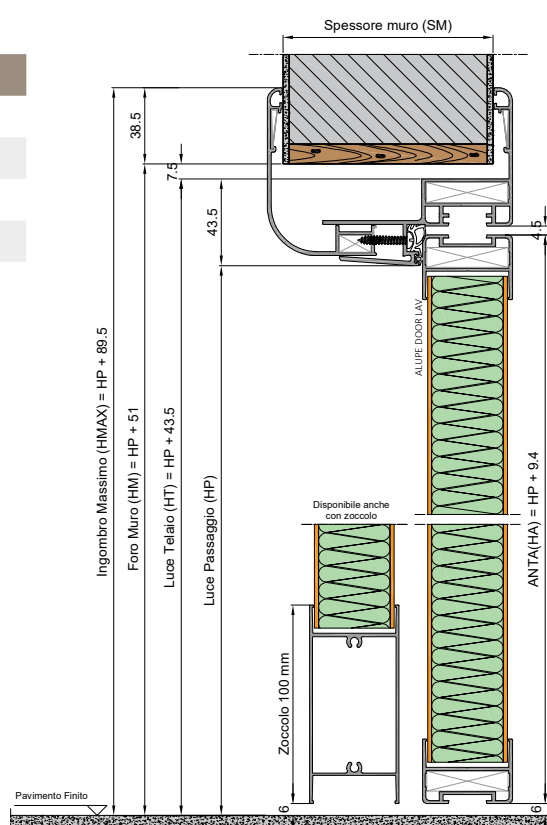 Spessore muro (SM)
38.5
7.5
43.5
4.5
ALUPE DOOR LAV
Ingombro Massimo (HMAX) = HP + 89.5
Foro Muro (HM) = HP + 51
Luce Telaio (HT) = HP + 43.5
Luce Passaggio (HP)
Disponibile anche
con zoccolo
ANTA(HA) = HP + 9.4
Zoccolo 100 mm
Pavimento Finito
6
6